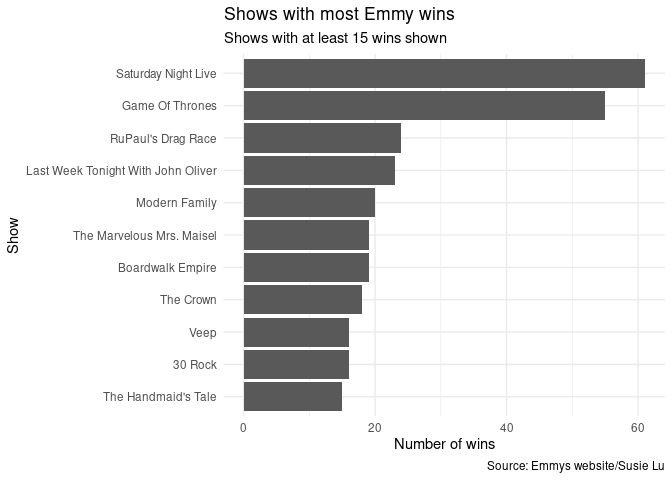 Shows with most Emmy wins
Shows with at least 15 wins shown
Show
Saturday Night Live
Game Of Thrones
RuPaul's Drag Race
Last Week Tonight With John Oliver
Modern Family
The Marvelous Mrs. Maisel
Boardwalk Empire
The Crown
Veep
30 Rock
The Handmaid's Tale
0 20 40 60
Number of wins
Source: Emmys website/Susie Lu